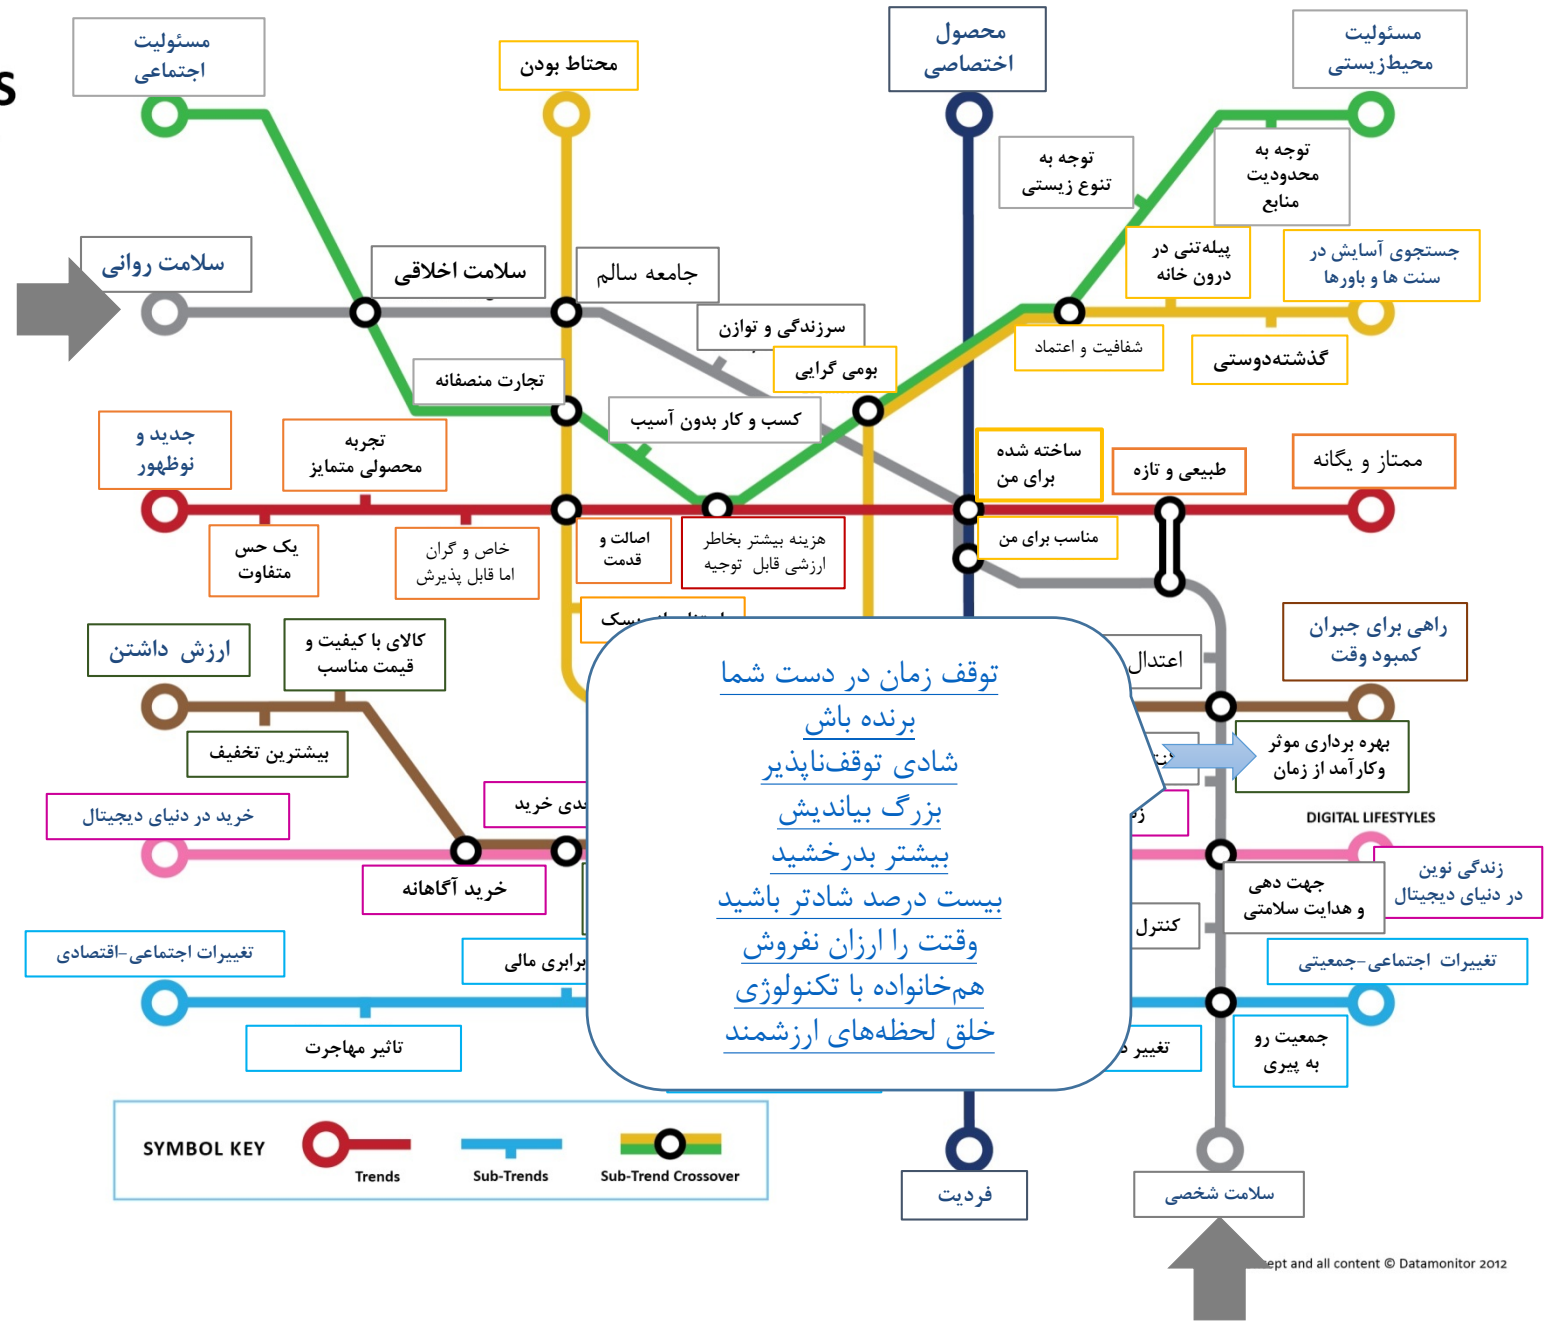 S
مسئولیت
اجتماعی
محتاط بودن
محصول
اختصاصی
مسئولیت
محیط‌زیستی
توجه به
تنوع زیستی
توجه به
محدودیت
منابع
سلامت روانی
سلامت اخلاقی
جامعه سالم
سرزندگی و توازن
پیله‌تنی در
درون خانه
جستجوی آسایش در
سنت ها و باورها
شفافیت و اعتماد
گذشته‌دوستی
تجارت منصفانه
بومی گرایی
کسب و کار بدون آسیب
جدید و
نوظهور
تجربه
محصولی متمایز
ساخته شده
برای من
طبیعی و تازه
ممتاز و یگانه
یک حس
متفاوت
خاص و گران
اما قابل پذیرش
اصالت و
قدمت
هزینه بیشتر بخاطر
ارزشی قابل توجیه
مناسب برای من
ارزش داشتن
کالای با کیفیت و
قیمت مناسب
بیشترین تخفیف
اعتدال
راهی برای جبران
کمبود وقت
بهره برداری موثر
وکارآمد از زمان
توقف زمان در دست شما
برنده باش
شادی توقف‌ناپذیر
بزرگ بیاندیش
بیشتر بدرخشید
بیست درصد شادتر باشید
وقتت را ارزان نفروش
هم‌خانواده با تکنولوژی
خلق لحظه‌های ارزشمند
خرید در دنیای دیجیتال
خرید
خرید آگاهانه
DIGITAL LIFESTYLES
زندگی نوین
در دنیای دیجیتال
جهت دهی
و هدایت سلامتی
کنترل
تغییرات اجتماعی-اقتصادی
برابری مالی
تغییرات اجتماعی-جمعیتی
تاثیر مهاجرت
تغییر
جمعیت رو
به پیری
SYMBOL KEY
Trends
Sub-Trends
Sub-Trend Crossover
فردیت
سلامت شخصی
ept and all content © Datamonitor 2012